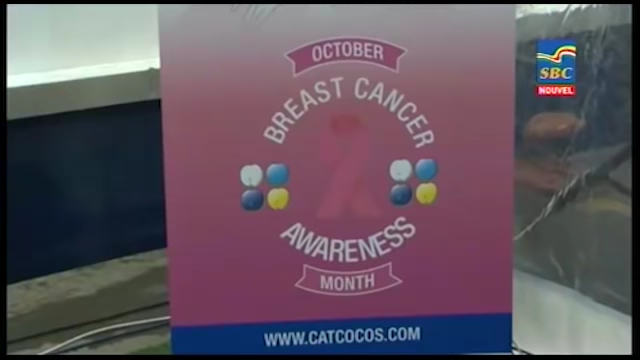 OCTOBER
BREAST CANCER
AWARENESS
MONTH
WWW.CATCOCOS.COM
SBC
NOUVEL